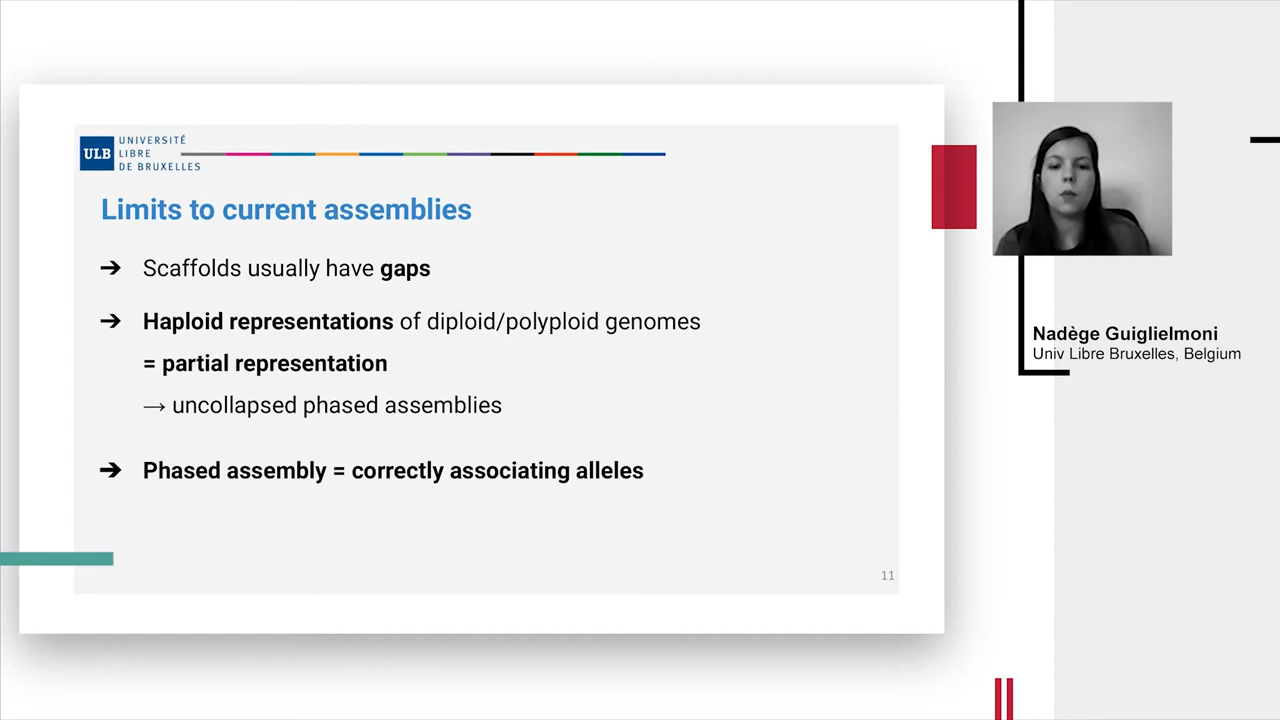 ULB UNIVERSITÉ
LIBRE
DE BRUXELLES
Limits to current assemblies
➔ Scaffolds usually have gaps
➔ Haploid representations of diploid/polyploid genomes
= partial representation
→ uncollapsed phased assemblies
➔ Phased assembly = correctly associating alleles
11
Nadège Guiglielmoni
Univ Libre Bruxelles, Belgium